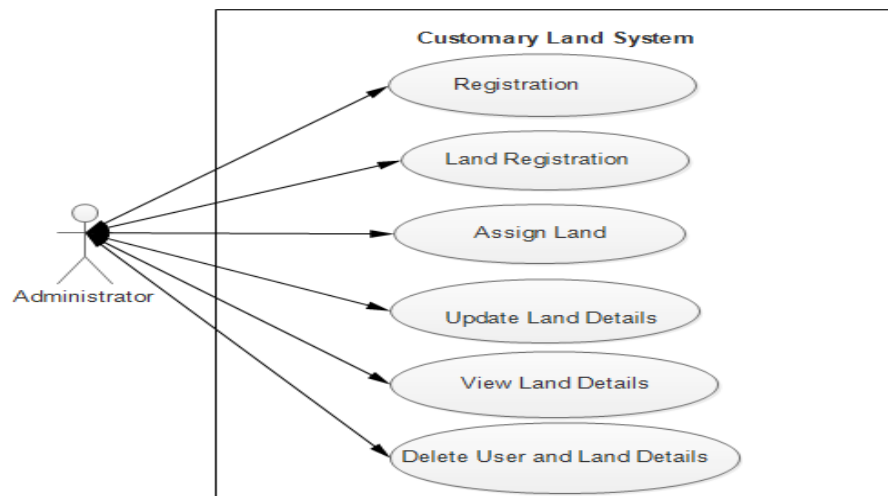 Customary Land System
Registration
Land Registration
Assign Land
Administrator
Update Land Details
View Land Details
Delete User and Land Details